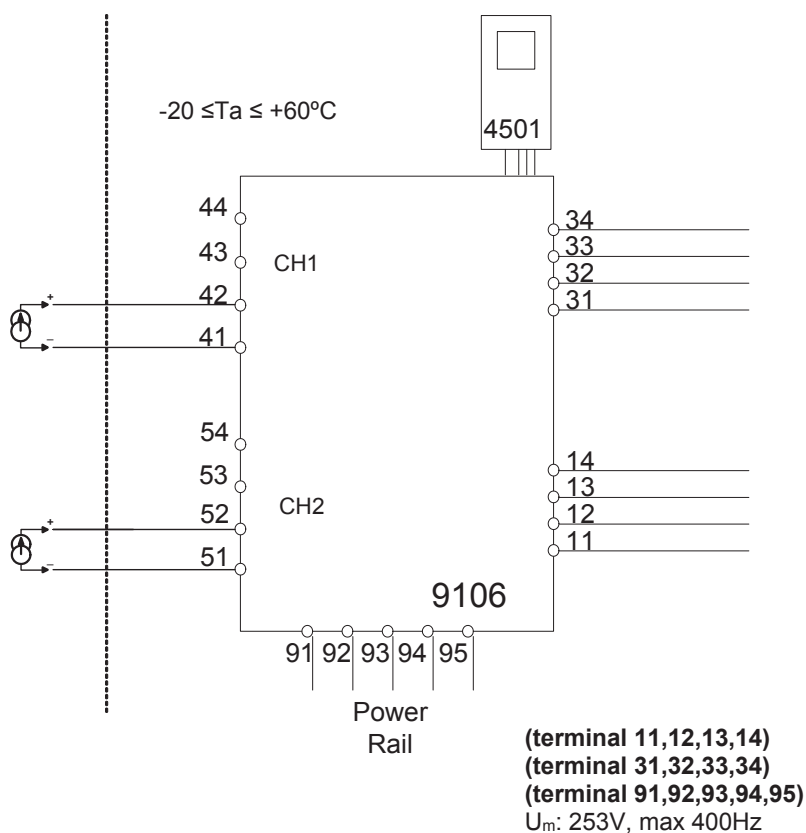 -20 ≤Ta ≤ +60ºC
4501
44
43
CH1
42
41
54
53
CH2
52
51
34
33
32
31
14
13
12
11
9106
91 92 93 94 95
Power
Rail
(terminal 11,12,13,14)
(terminal 31,32,33,34)
(terminal 91,92,93,94,95)
Um: 253V, max 400Hz